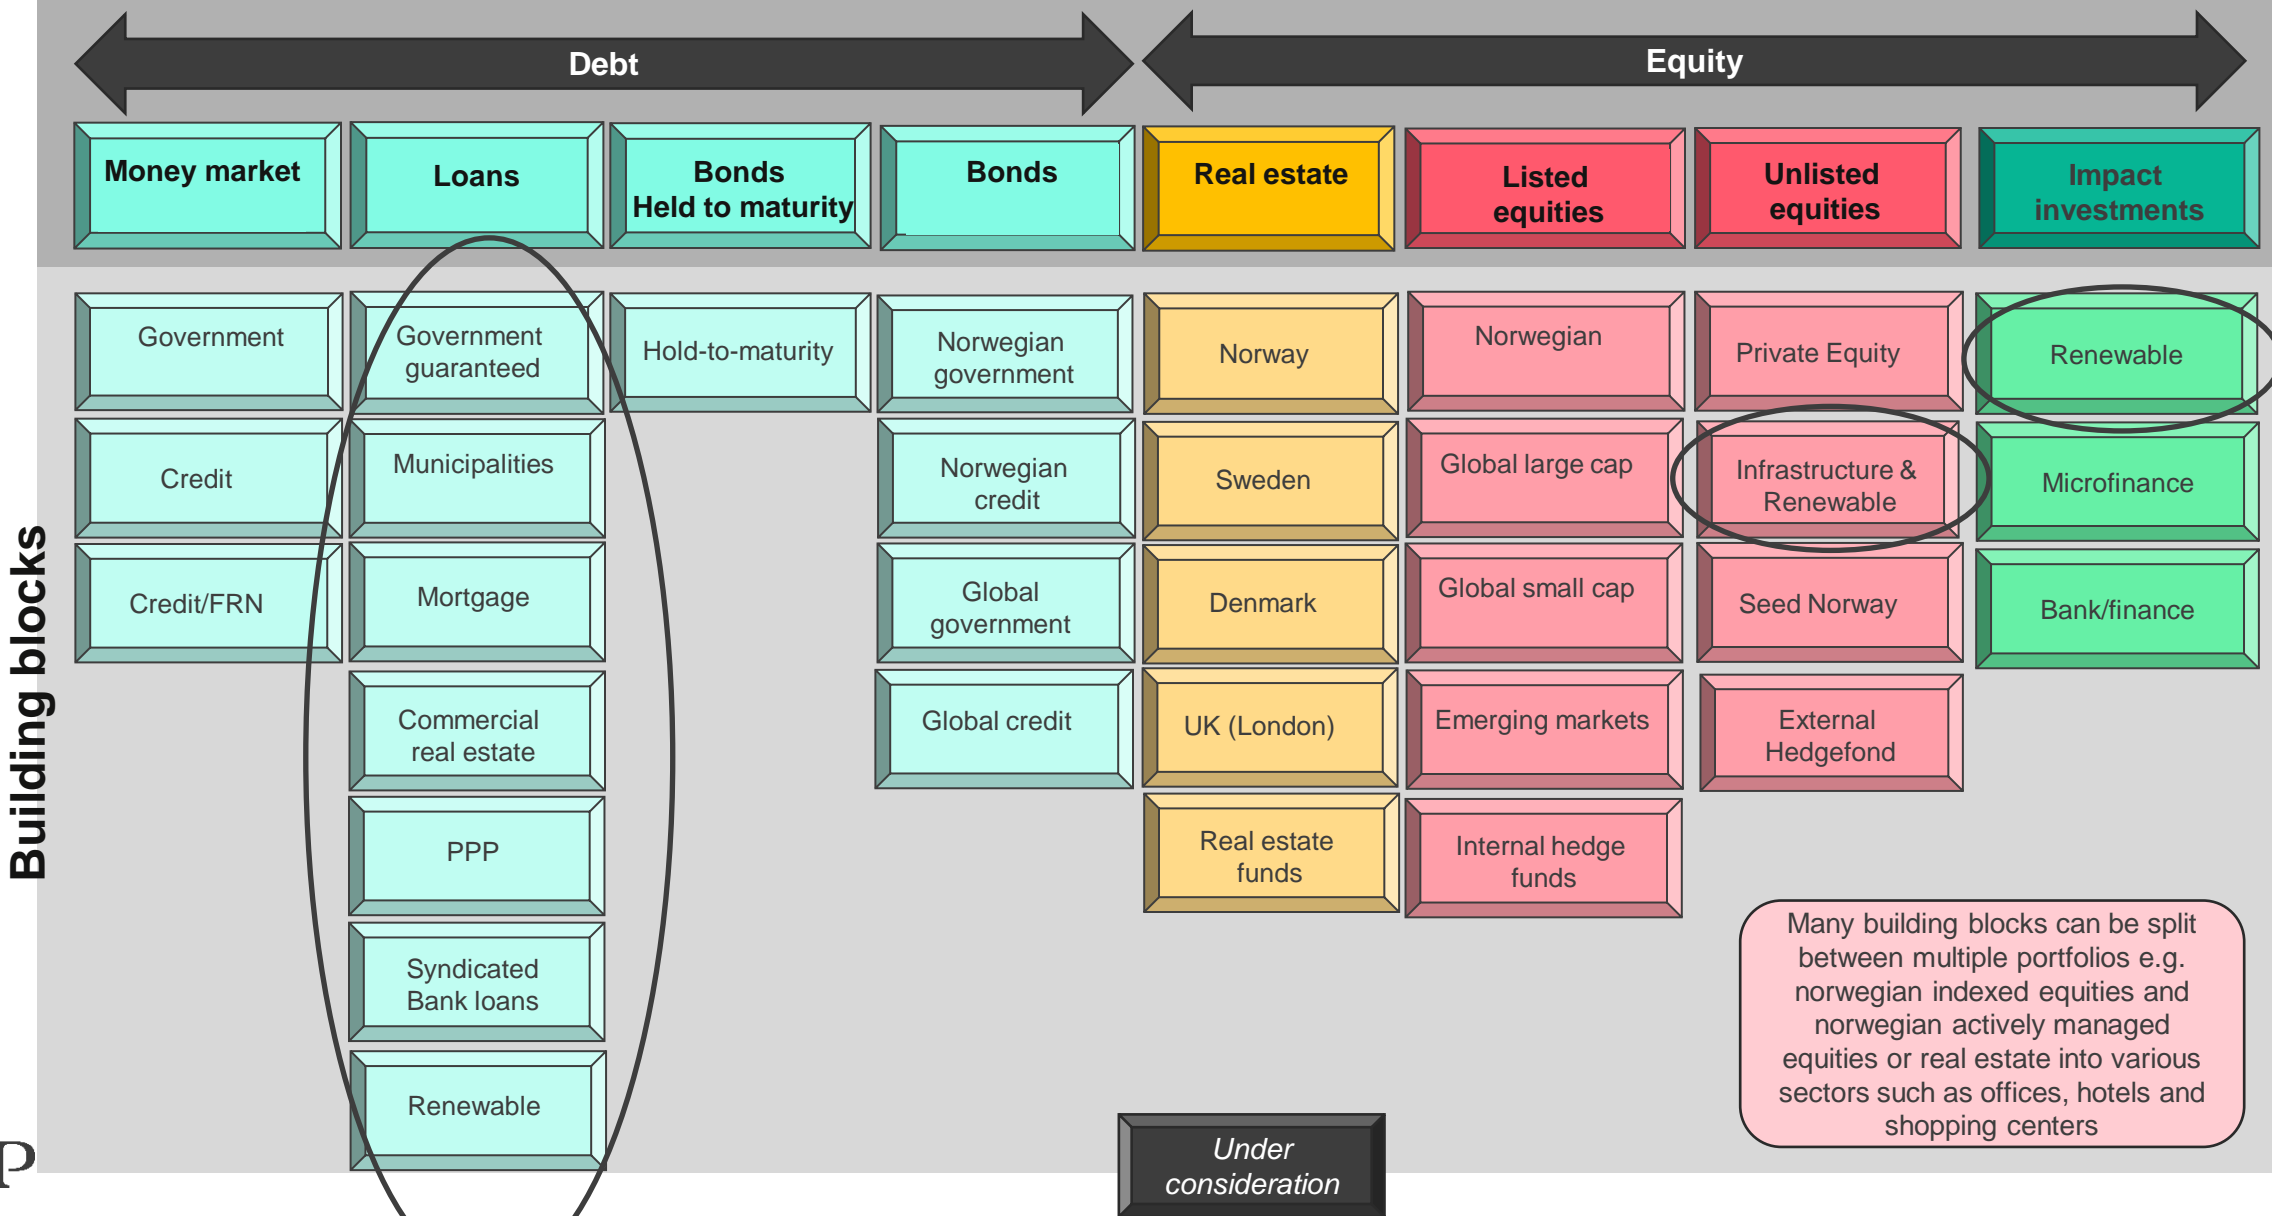 Debt
Equity
Money market
Loans
Bonds
Held to maturity
Bonds
Real estate
Listed
equities
Unlisted
equities
Impact
investments
Building blocks
Government
Credit
Credit/FRN
Government
guaranteed
Municipalities
Mortgage
Commercial
real estate
PPP
Syndicated
Bank loans
Renewable
Hold-to-maturity
Norwegian
government
Norwegian
credit
Global
government
Global credit
Norway
Sweden
Denmark
UK (London)
Real estate
funds
Norwegian
Global large cap
Global small cap
Emerging markets
Internal hedge
funds
Private Equity
Infrastructure &
Renewable
Seed Norway
External
Hedgefond
Renewable
Microfinance
Bank/finance
Many building blocks can be split
between multiple portfolios e.g.
norwegian indexed equities and
norwegian actively managed
equities or real estate into various
sectors such as offices, hotels and
shopping centers
Under
consideration
P